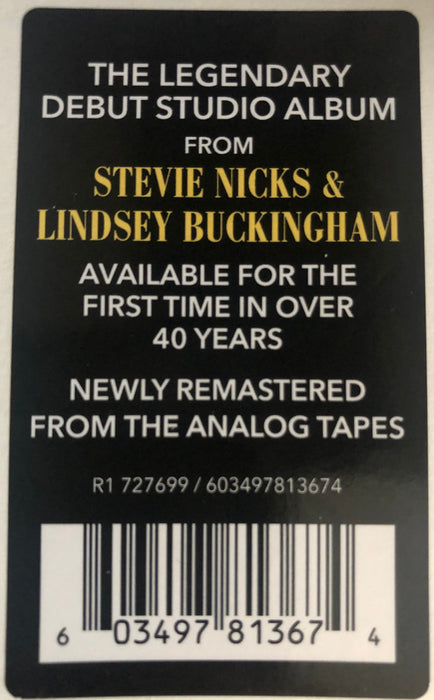 THE LEGENDARY
DEBUT STUDIO ALBUM
FROM
STEVIE NICKS &
LINDSEY BUCKINGHAM
AVAILABLE FOR THE
FIRST TIME IN OVER
40 YEARS
NEWLY REMASTERED
FROM THE ANALOG TAPES
R1 727699 / 603497813674
6 03497 81367 4